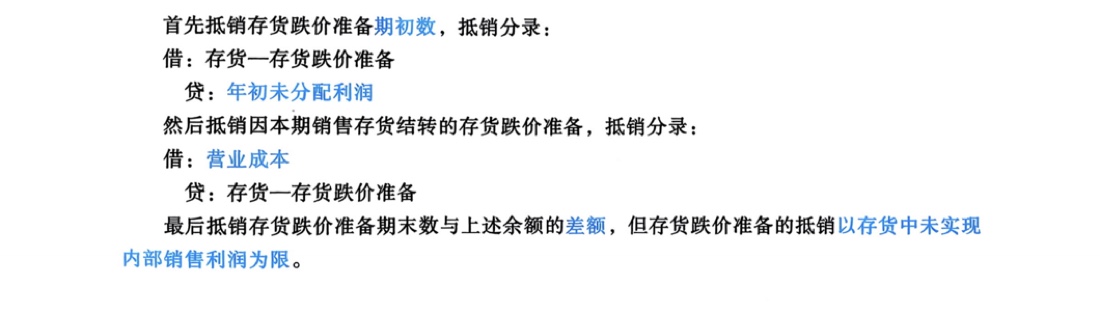 首先抵销存货跌价准备期初数，抵销分录：
借：存货—存货跌价准备
贷：年初未分配利润
然后抵销因本期销售存货结转的存货跌价准备，抵销分录：
借：营业成本
贷：存货—存货跌价准备
最后抵销存货跌价准备期末数与上述余额的差额，但存货跌价准备的抵销以存货中未实现
内部销售利润为限。